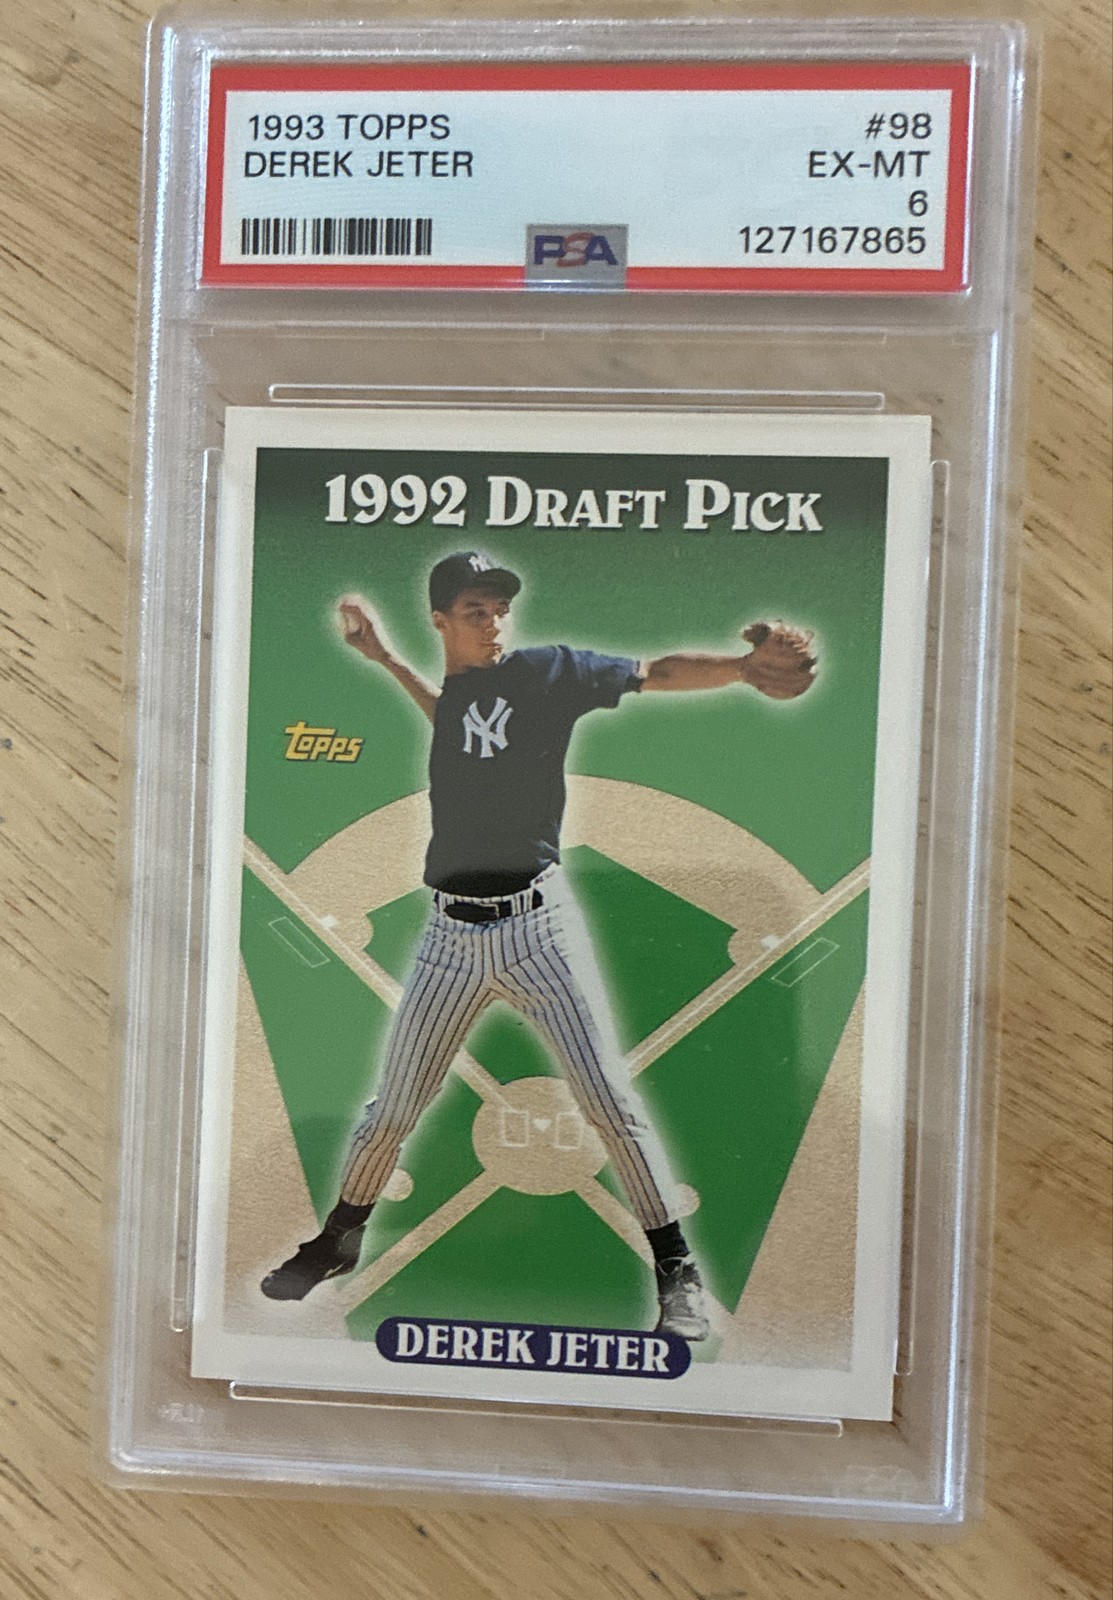 1993 TOPPS #98
DEREK JETER EX-MT
6
PSA 127167865
1992 DRAFT PICK
NY
TOPPS
NY
DEREK JETER